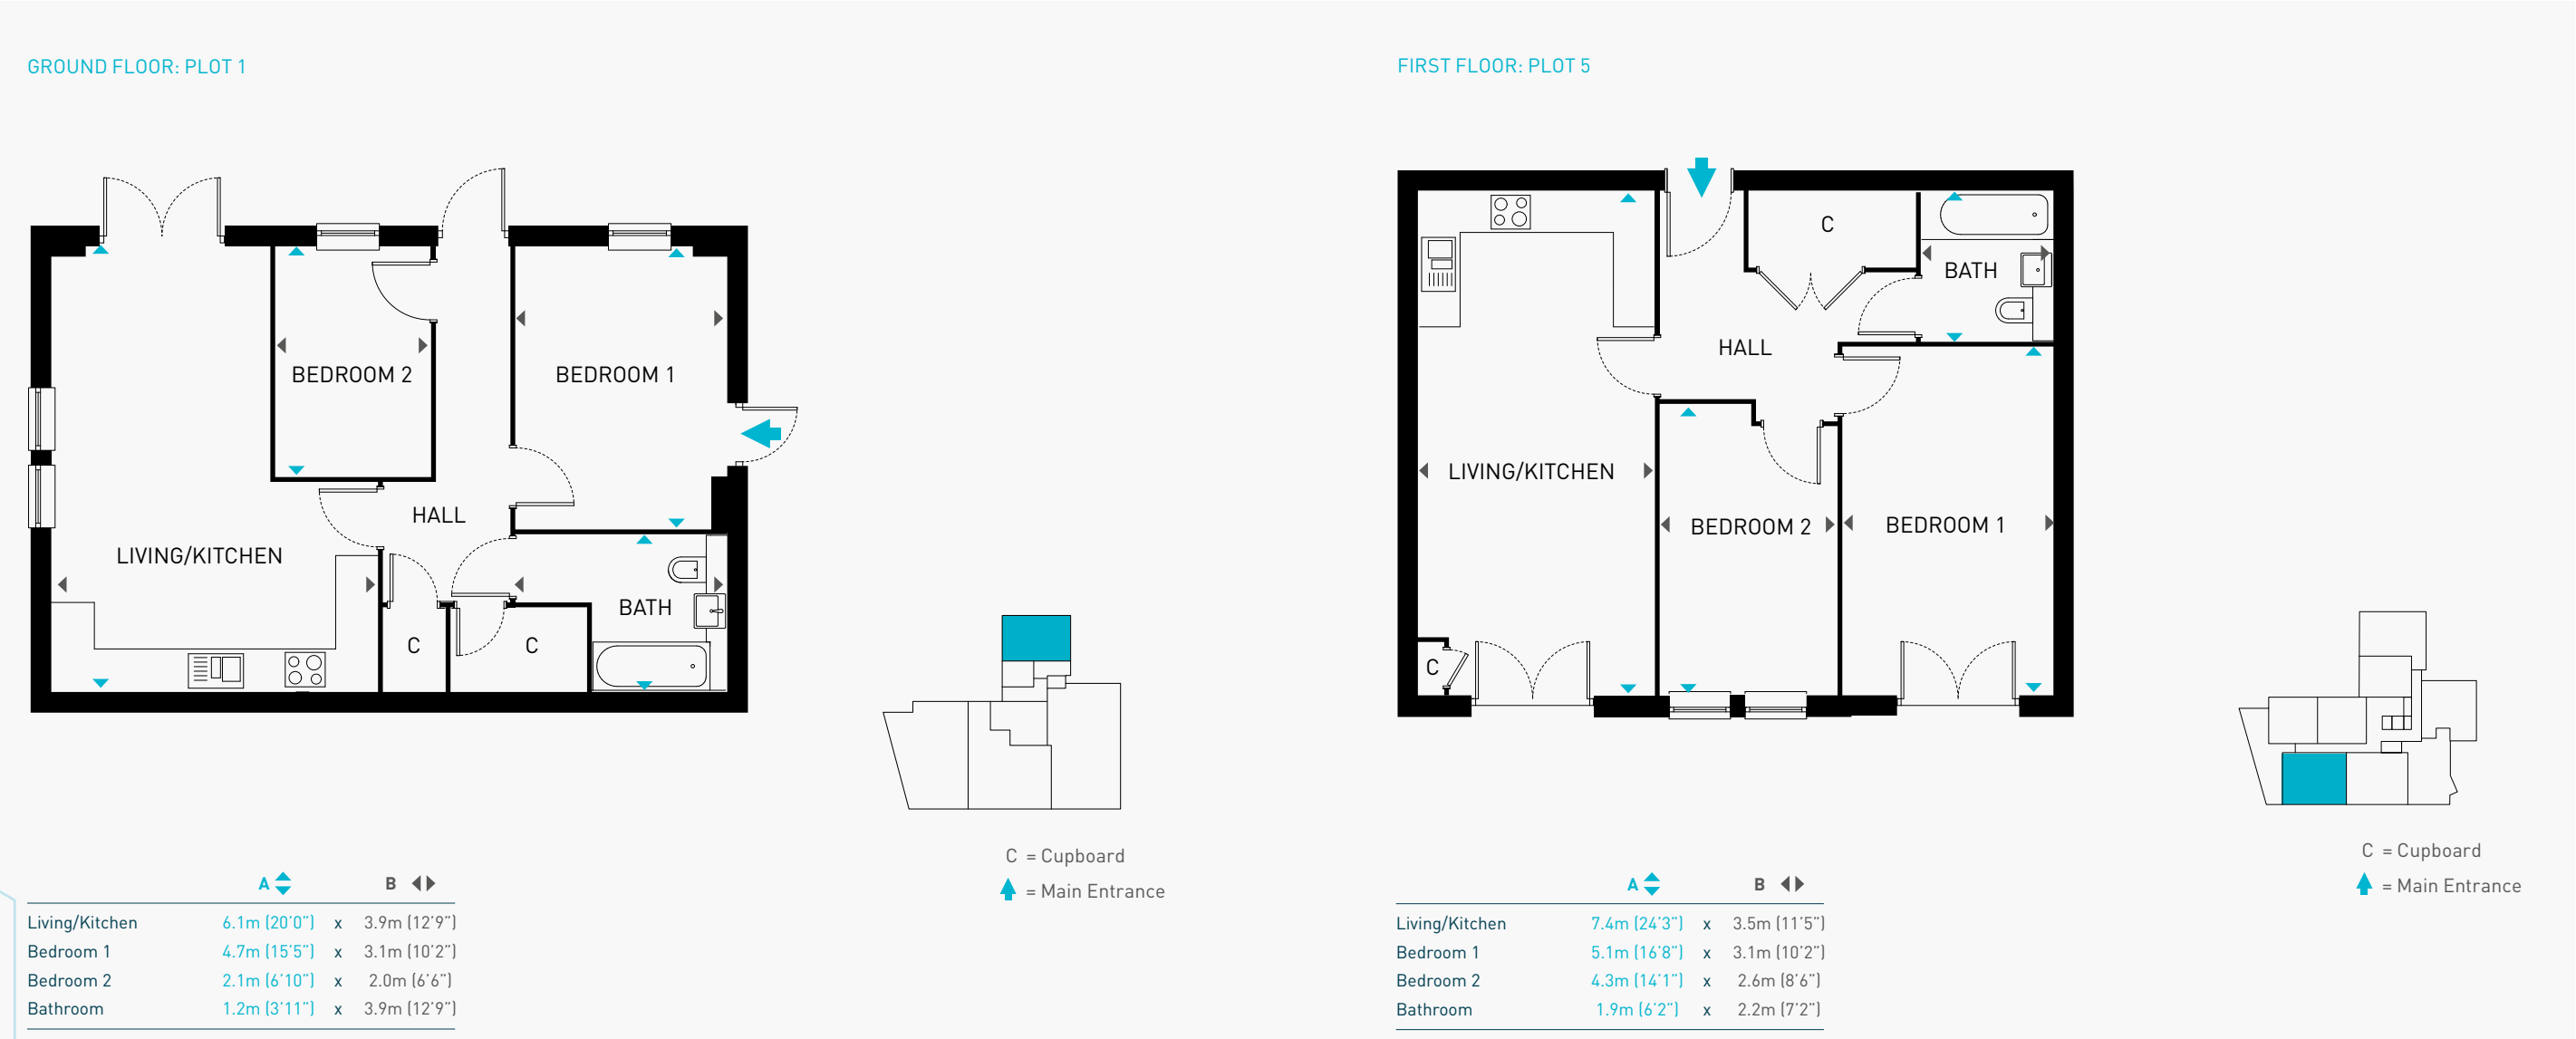 GROUND FLOOR: PLOT 1
BEDROOM 2
BEDROOM 1
HALL
LIVING/KITCHEN
BATH
C
C
C = Cupboard
= Main Entrance
A B
Living/Kitchen 6.1m (20’0”) x 3.9m (12’9”)
Bedroom 1 4.7m (15’5”) x 3.1m (10’2”)
Bedroom 2 2.1m (6’10”) x 2.0m (6’6”)
Bathroom 1.2m (3’11”) x 3.9m (12’9”)
FIRST FLOOR: PLOT 5
C
BATH
HALL
LIVING/KITCHEN
BEDROOM 2
BEDROOM 1
C
C = Cupboard
= Main Entrance
A B
Living/Kitchen 7.4m (24’3”) x 3.5m (11’5”)
Bedroom 1 5.1m (16’8”) x 3.1m (10’2”)
Bedroom 2 4.3m (14’1”) x 2.6m (8’6”)
Bathroom 1.9m (6’2”) x 2.2m (7’2”)